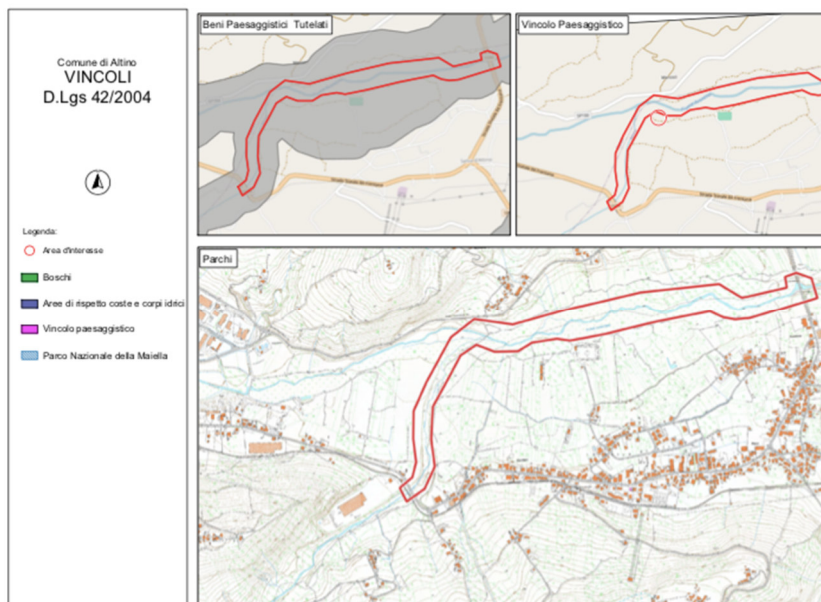 Comune di Altino
VINCOLI
D.Lgs 42/2004
Legenda:
Area d'interesse
Boschi
Aree di rispetto coste e corpi idrici
Vincolo paesaggistico
Parco Nazionale della Maiella
Beni Paesaggistici Tutelati
Vincolo Paesaggistico
Parchi